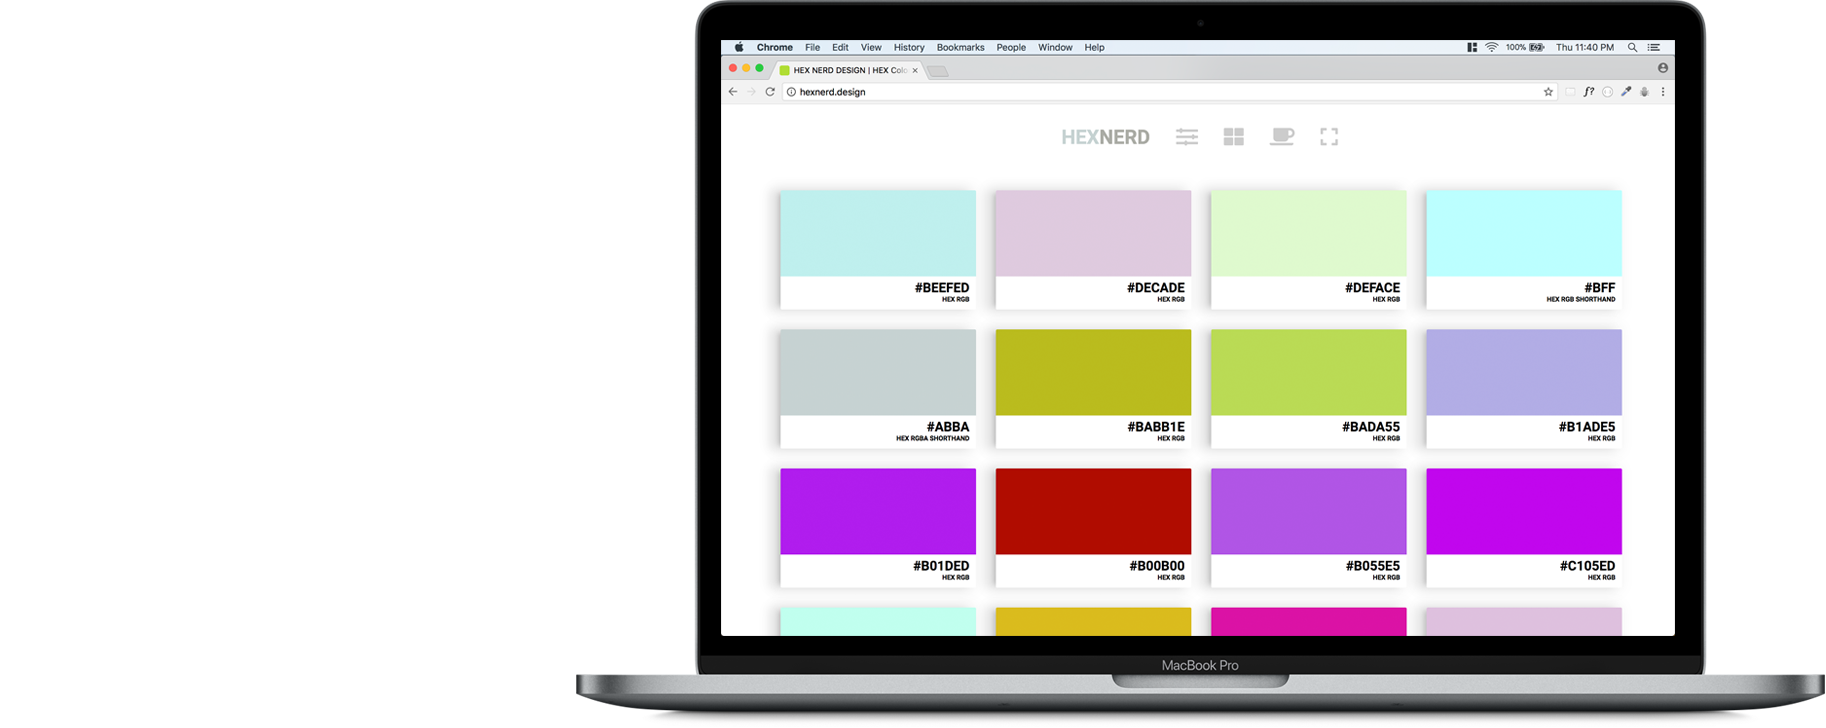 Chrome File Edit View History Bookmarks People Window Help 100% Thu 11:40 PM
HEX NERD DESIGN | HEX Colo
hexnerd.design f?
HEXNERD
#BEEFED #DECADE #DEFACE #BFF
HEX RGB HEX RGB HEX RGB HEX RGB SHORTHAND
#ABBA #BABB1E #BADA55 #B1ADE5
HEX RGBA SHORTHAND HEX RGB HEX RGB HEX RGB
#B01DED #B00B00 #B055E5 #C105ED
HEX RGB HEX RGB HEX RGB HEX RGB
MacBook Pro